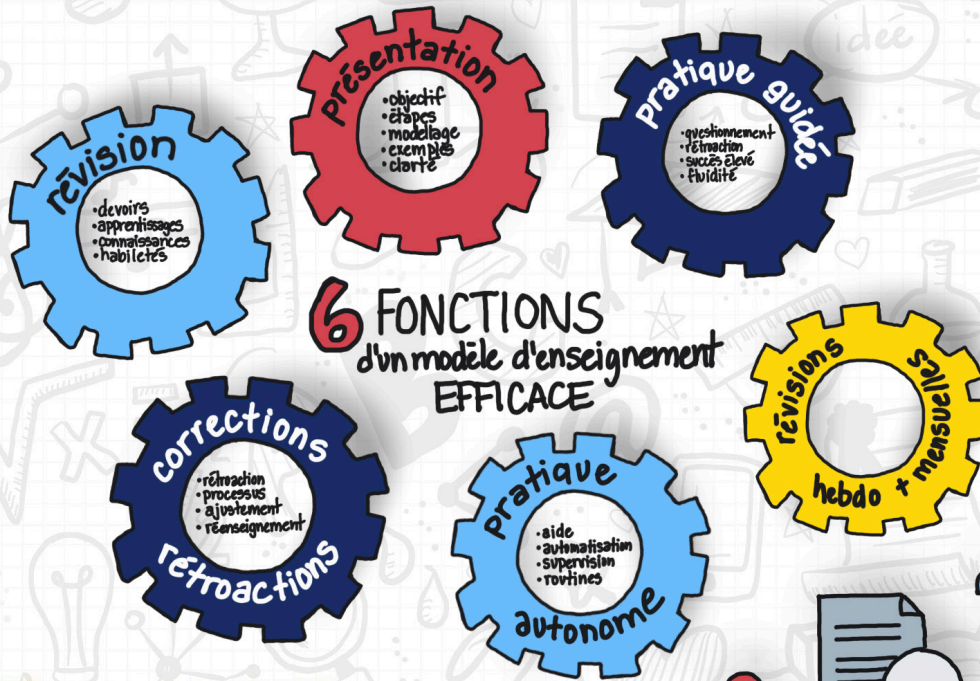 révision
•devoirs
•apprentissages
•connaissances
•habiletés
présentation
•objectif
•étapes
•modelage
•exemples
•clarté
pratique guidée
•questionnement
•rétroaction
•succès élevé
•fluidité
6 FONCTIONS
d'un modèle d'enseignement
EFFICACE
corrections
•rétroaction
•processus
•ajustement
•réenseignement
rétroactions
pratique
•aide
•automatisation
•supervision
•routines
autonome
révisions
hebdo + mensuelles
idée